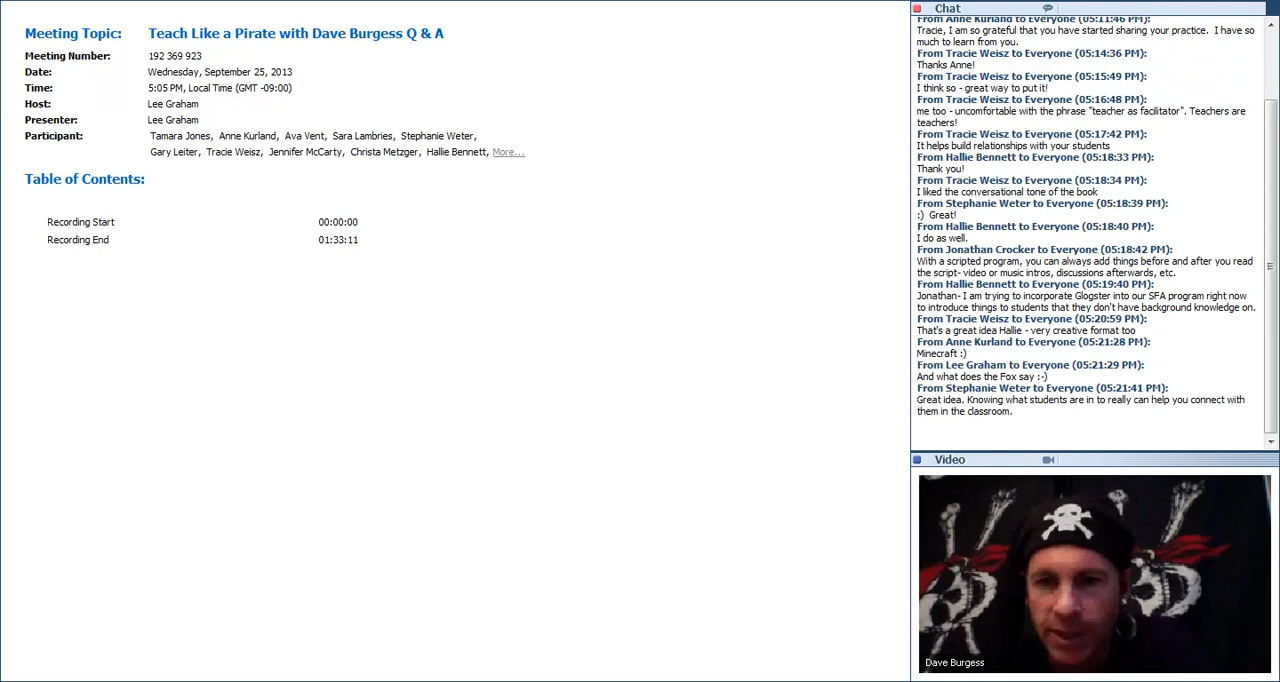 Meeting Topic: Teach Like a Pirate with Dave Burgess Q & A
Meeting Number: 192 369 923
Date: Wednesday, September 25, 2013
Time: 5:05 PM, Local Time (GMT -09:00)
Host: Lee Graham
Presenter: Lee Graham
Participant: Tamara Jones, Anne Kurland, Ava Vent, Sara Lambries, Stephanie Weter,
Gary Leiter, Tracie Weisz, Jennifer McCarty, Christa Metzger, Hallie Bennett, More...
Table of Contents:
Recording Start 00:00:00
Recording End 01:33:11
Chat
From Anne Kurland to Everyone (05:11:46 PM):
Tracie, I am so grateful that you have started sharing your practice. I have so
much to learn from you.
From Tracie Weisz to Everyone (05:14:36 PM):
Thanks Anne!
From Tracie Weisz to Everyone (05:15:49 PM):
I think so - great way to put it!
From Tracie Weisz to Everyone (05:16:48 PM):
me too - uncomfortable with the phrase "teacher as facilitator". Teachers are
teachers!
From Tracie Weisz to Everyone (05:17:42 PM):
It helps build relationships with your students
From Hallie Bennett to Everyone (05:18:33 PM):
Thank you!
From Tracie Weisz to Everyone (05:18:34 PM):
I liked the conversational tone of the book
From Stephanie Weter to Everyone (05:18:39 PM):
:) Great!
From Hallie Bennett to Everyone (05:18:40 PM):
I do as well.
From Jonathan Crocker to Everyone (05:18:42 PM):
With a scripted program, you can always add things before and after you read
the script- video or music intros, discussions afterwards, etc.
From Hallie Bennett to Everyone (05:19:40 PM):
Jonathan- I am trying to incorporate Glogster into our SFA program right now
to introduce things to students that they don't have background knowledge on.
From Tracie Weisz to Everyone (05:20:59 PM):
That's a great idea Hallie - very creative format too
From Anne Kurland to Everyone (05:21:28 PM):
Minecraft :)
From Lee Graham to Everyone (05:21:29 PM):
And what does the Fox say :-)
From Stephanie Weter to Everyone (05:21:41 PM):
Great idea. Knowing what students are in to really can help you connect with
them in the classroom.
Video
Dave Burgess